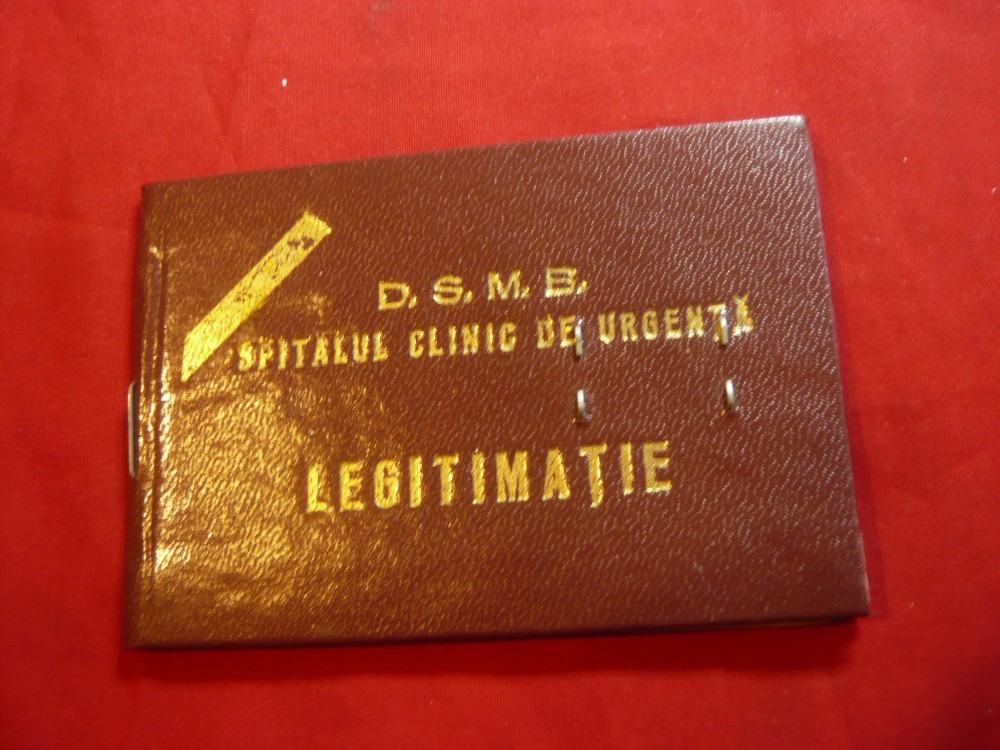 D. S. M. B.
SPITALUL CLINIC DE URGENȚĂ
LEGITIMAȚIE